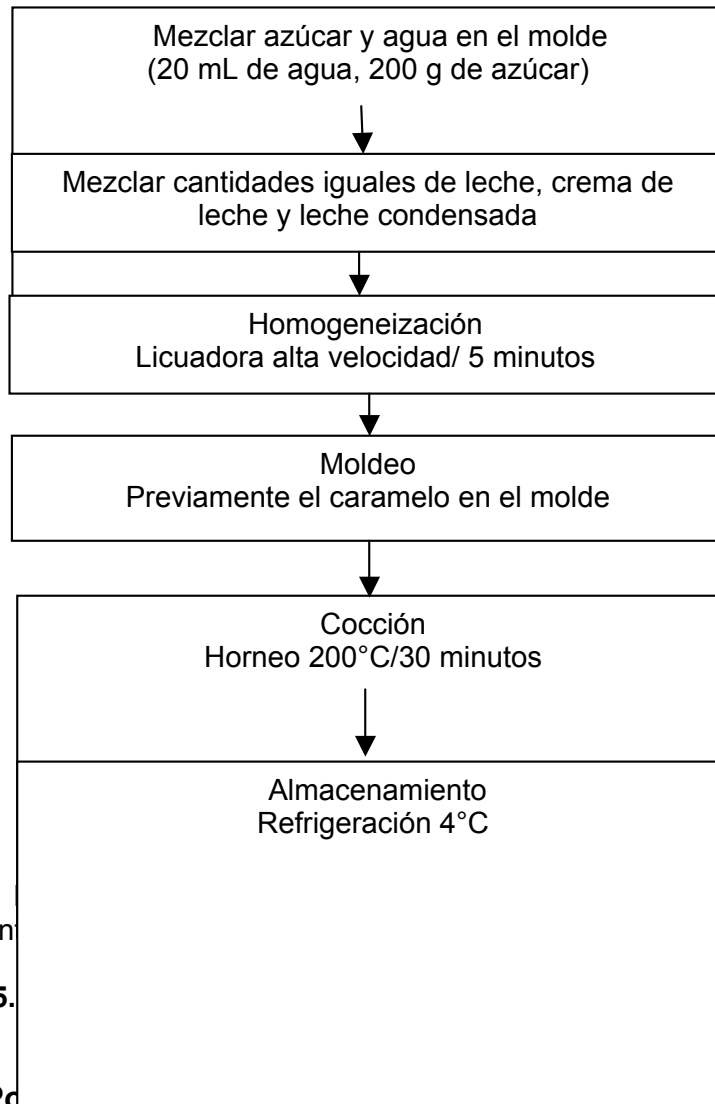 Mezclar azúcar y agua en el molde
(20 mL de agua, 200 g de azúcar)
Mezclar cantidades iguales de leche, crema de
leche y leche condensada
Homogeneización
Licuadora alta velocidad/ 5 minutos
Moldeo
Previamente el caramelo en el molde
Cocción
Horneo 200°C/30 minutos
Almacenamiento
Refrigeración 4°C
5.